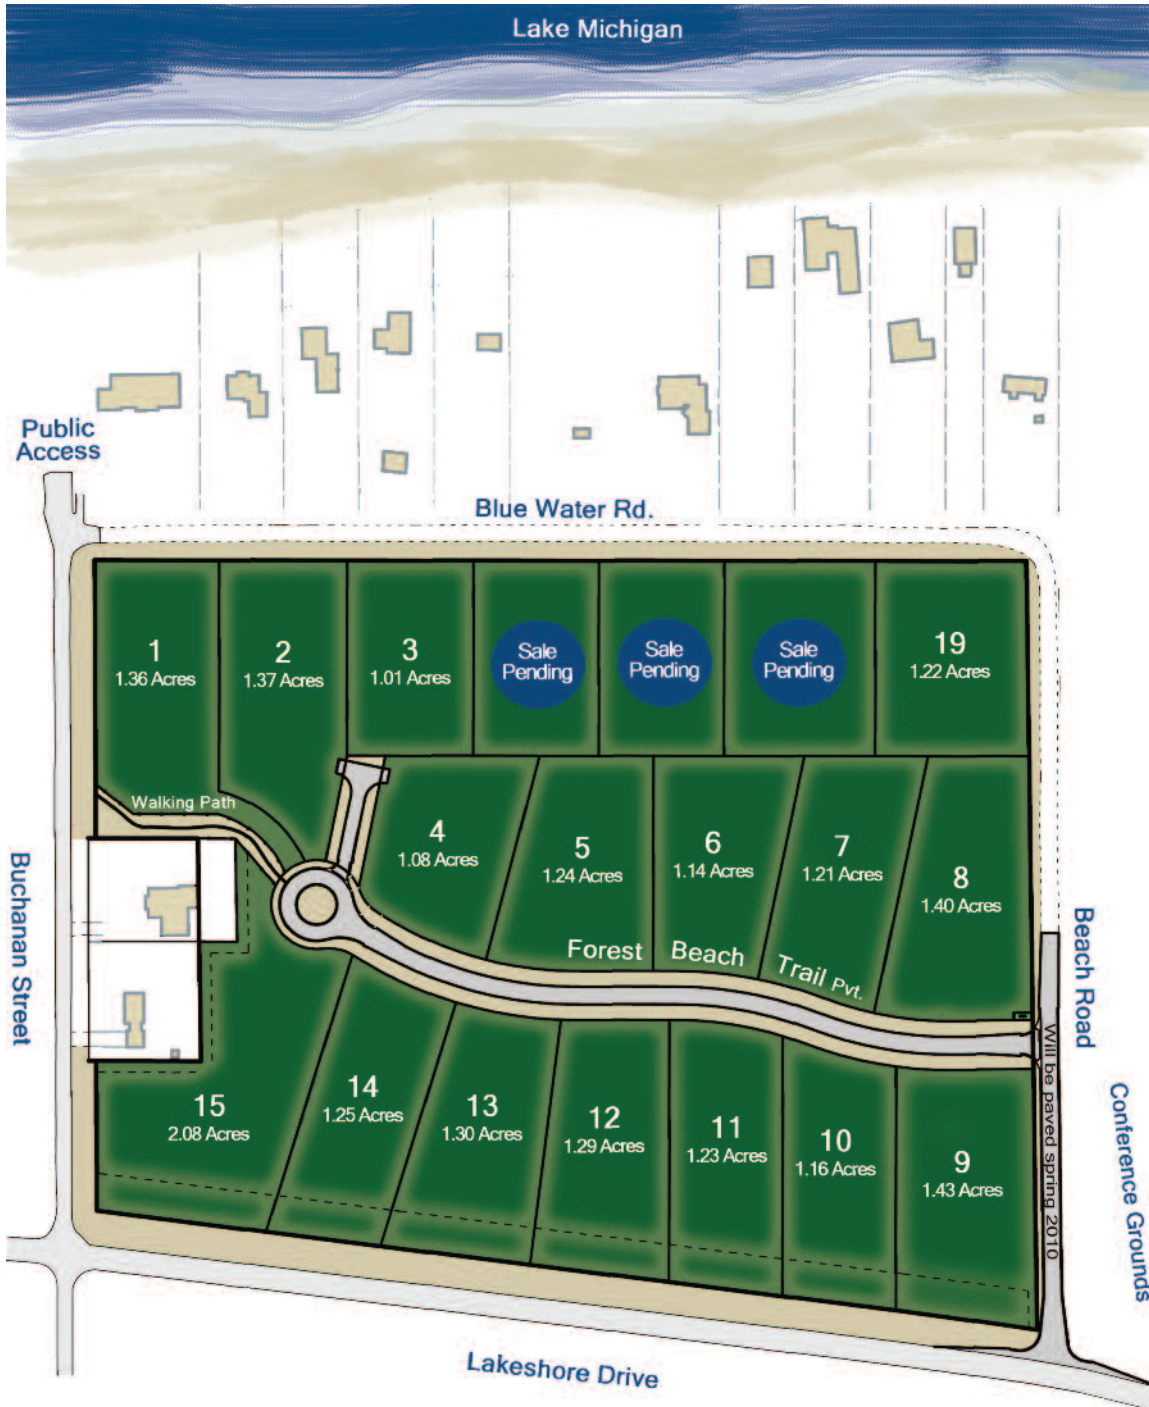 Lake Michigan
Public
Access
Blue Water Rd.
1
1.36 Acres
2
1.37 Acres
3
1.01 Acres
Sale
Pending
Sale
Pending
Sale
Pending
19
1.22 Acres
Walking Path
4
1.08 Acres
5
1.24 Acres
6
1.14 Acres
7
1.21 Acres
8
1.40 Acres
Forest Beach Trail Pvt.
Buchanan Street
Beach Road
Will be paved spring 2010
Conference Grounds
15
2.08 Acres
14
1.25 Acres
13
1.30 Acres
12
1.29 Acres
11
1.23 Acres
10
1.16 Acres
9
1.43 Acres
Lakeshore Drive